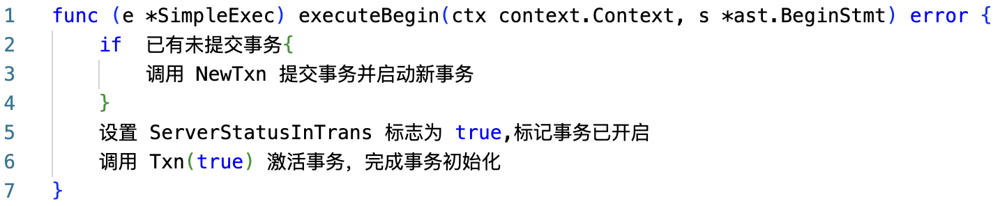 1 func (e *SimpleExec) executeBegin(ctx context.Context, s *ast.BeginStmt) error {
2 if 已有未提交事务{
3 调用 NewTxn 提交事务并启动新事务
4 }
5 设置 ServerStatusInTrans 标志为 true,标记事务已开启
6 调用 Txn(true) 激活事务，完成事务初始化
7 }